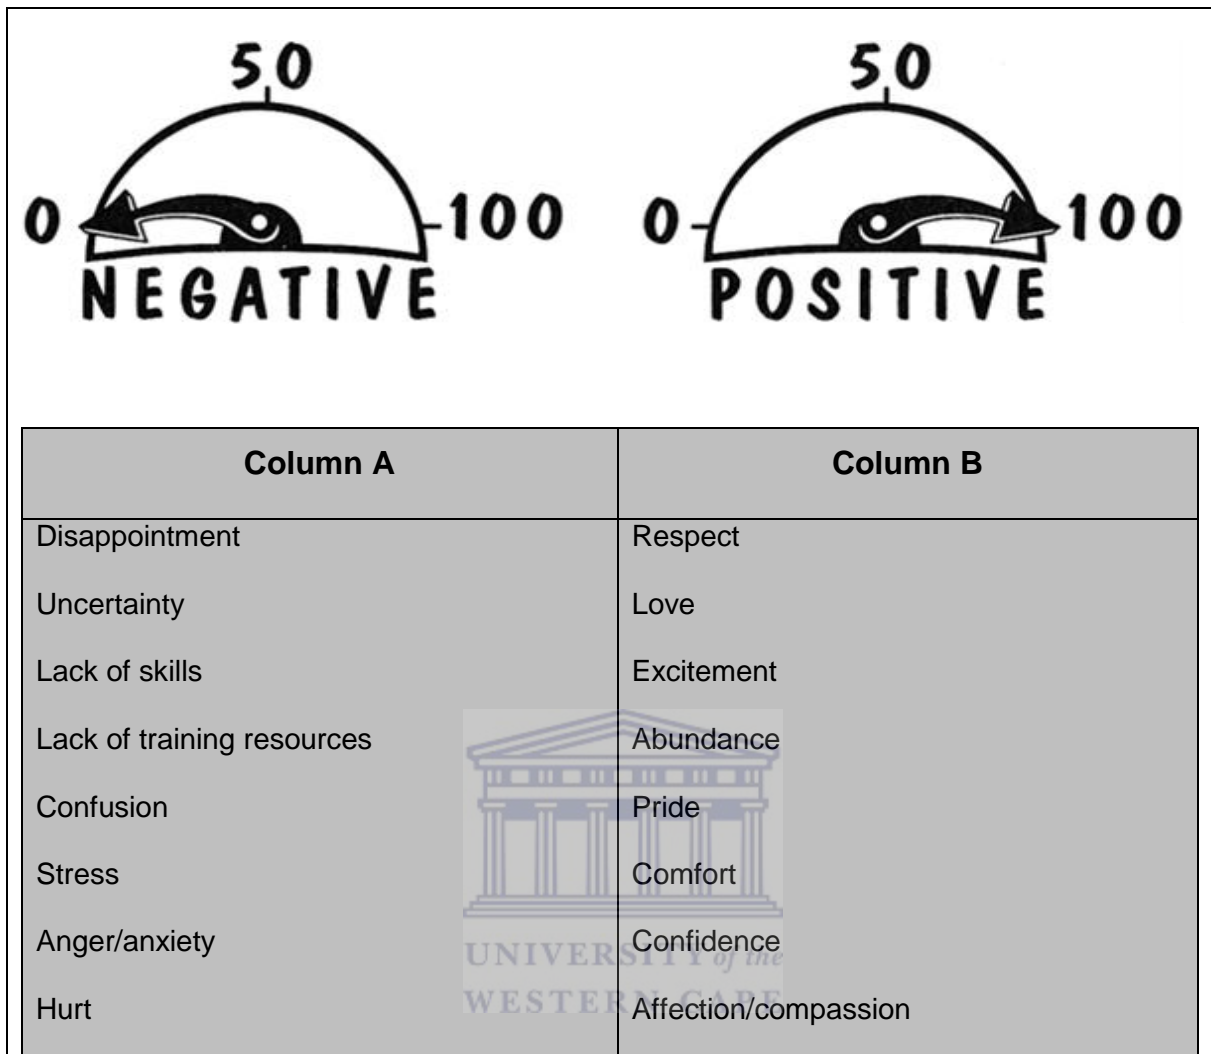 50 50
0 100 0 100
NEGATIVE POSITIVE
Column A Column B
Disappointment Respect
Uncertainty Love
Lack of skills Excitement
Lack of training resources Abundance
Confusion Pride
Stress Comfort
Anger/anxiety Confidence
Hurt Affection/compassion
UNIVERSITY of the
WESTERN CAPE